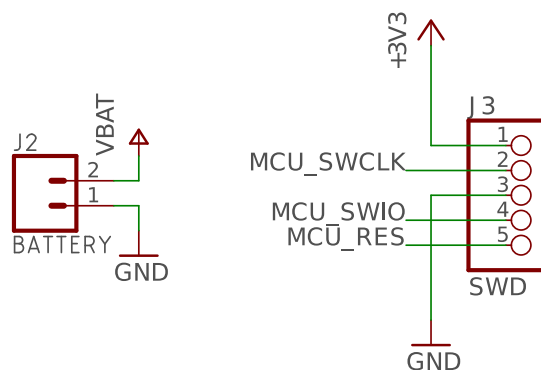 +3V3
J3
VBAT
J2
1
2
MCU_SWCLK
2
3
1
MCU_SWIO
4
MCU_RES
5
BATTERY
GND
SWD
GND